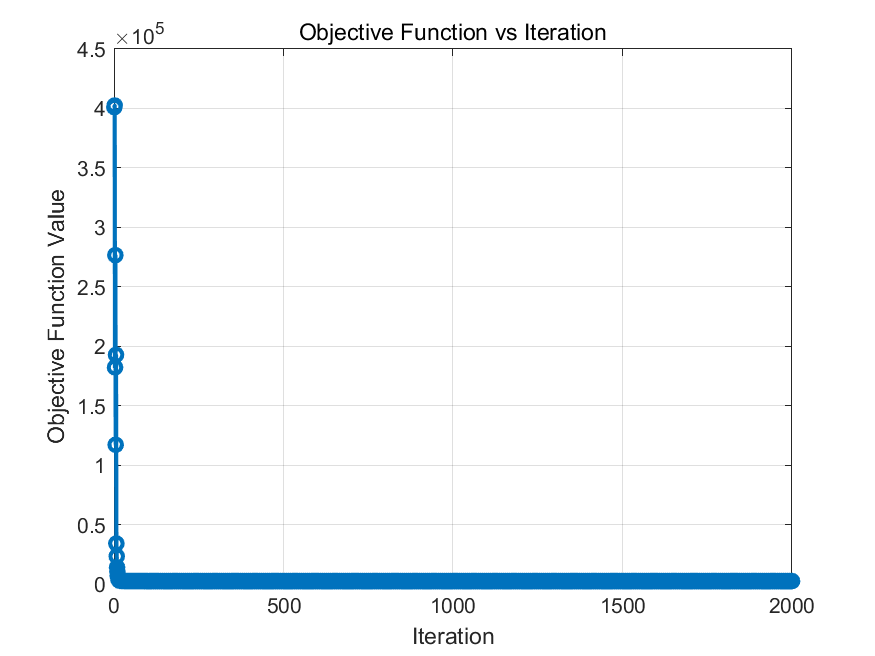 Objective Function vs Iteration
×10^5
4.5
4
3.5
3
2.5
2
1.5
1
0.5
0
Objective Function Value
0 500 1000 1500 2000
Iteration